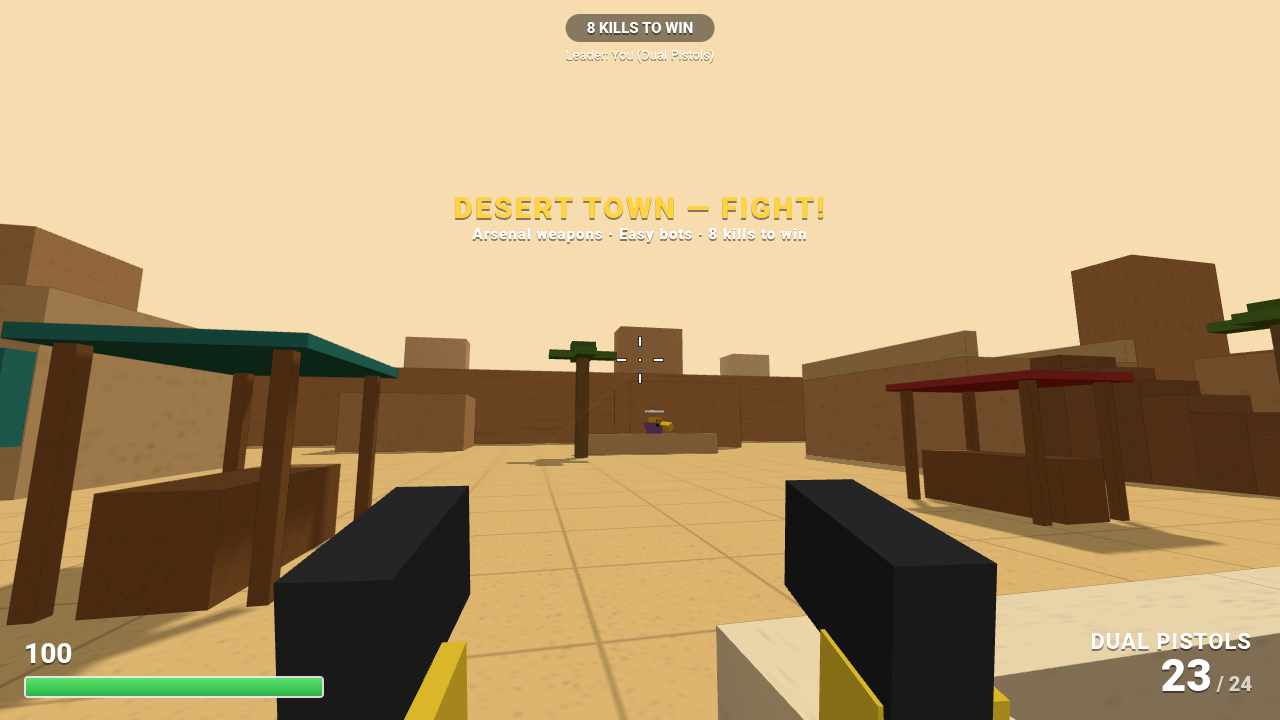 8 KILLS TO WIN
Leader: You (Dual Pistols)
DESERT TOWN — FIGHT!
Arsenal weapons · Easy bots · 8 kills to win
100
DUAL PISTOLS
23 / 24